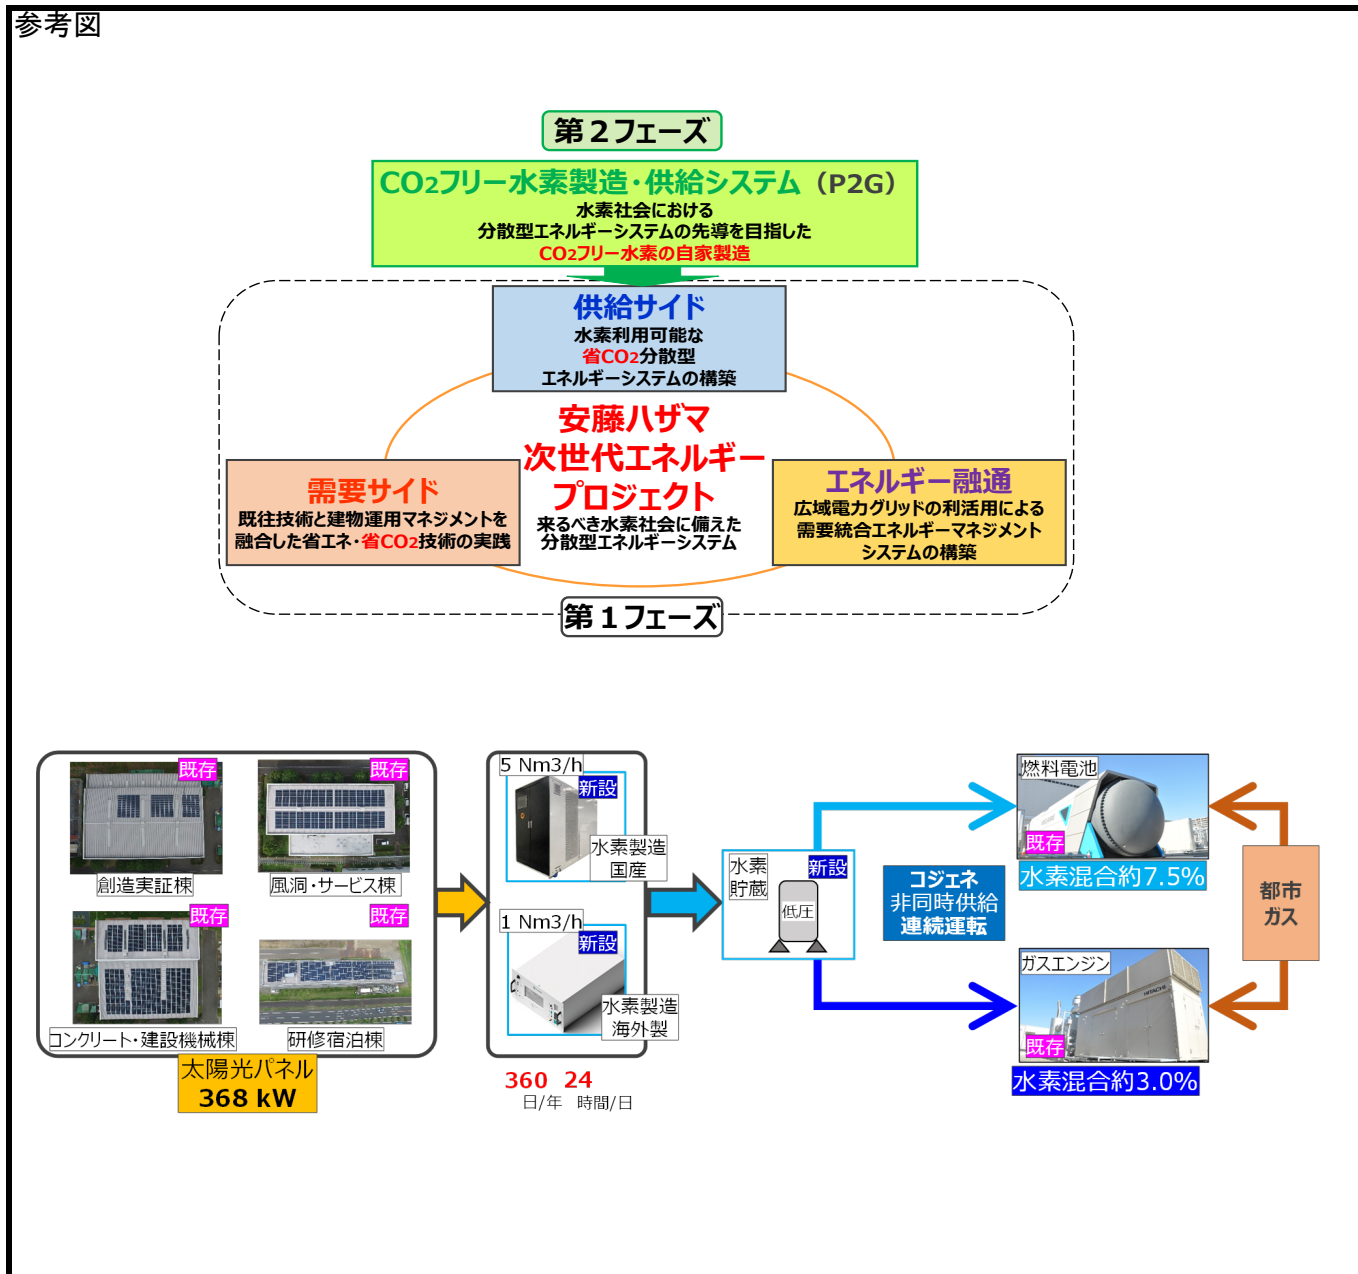 参考図
第２フェーズ
CO2フリー水素製造・供給システム（P2G）
水素社会における
分散型エネルギーシステムの先導を目指した
CO2フリー水素の自家製造
供給サイド
水素利用可能な
省CO2分散型
エネルギーシステムの構築
安藤ハザマ
次世代エネルギー
プロジェクト
来るべき水素社会に備えた
分散型エネルギーシステム
需要サイド
既往技術と建物運用マネジメントを
融合した省エネ・省CO2技術の実践
エネルギー融通
広域電力グリッドの利活用による
需要統合エネルギーマネジメント
システムの構築
第１フェーズ
既存
創造実証棟
既存
風洞・サービス棟
既存
コンクリート・建設機械棟
既存
研修宿泊棟
太陽光パネル
368 kW
5 Nm3/h
新設
水素製造
国産
1 Nm3/h
新設
水素製造
海外製
360 24
日/年 時間/日
水素
貯蔵
新設
低圧
コジェネ
非同時供給
連続運転
燃料電池
既存
水素混合約7.5%
ガスエンジン
HITACHI
既存
水素混合約3.0%
都市
ガス